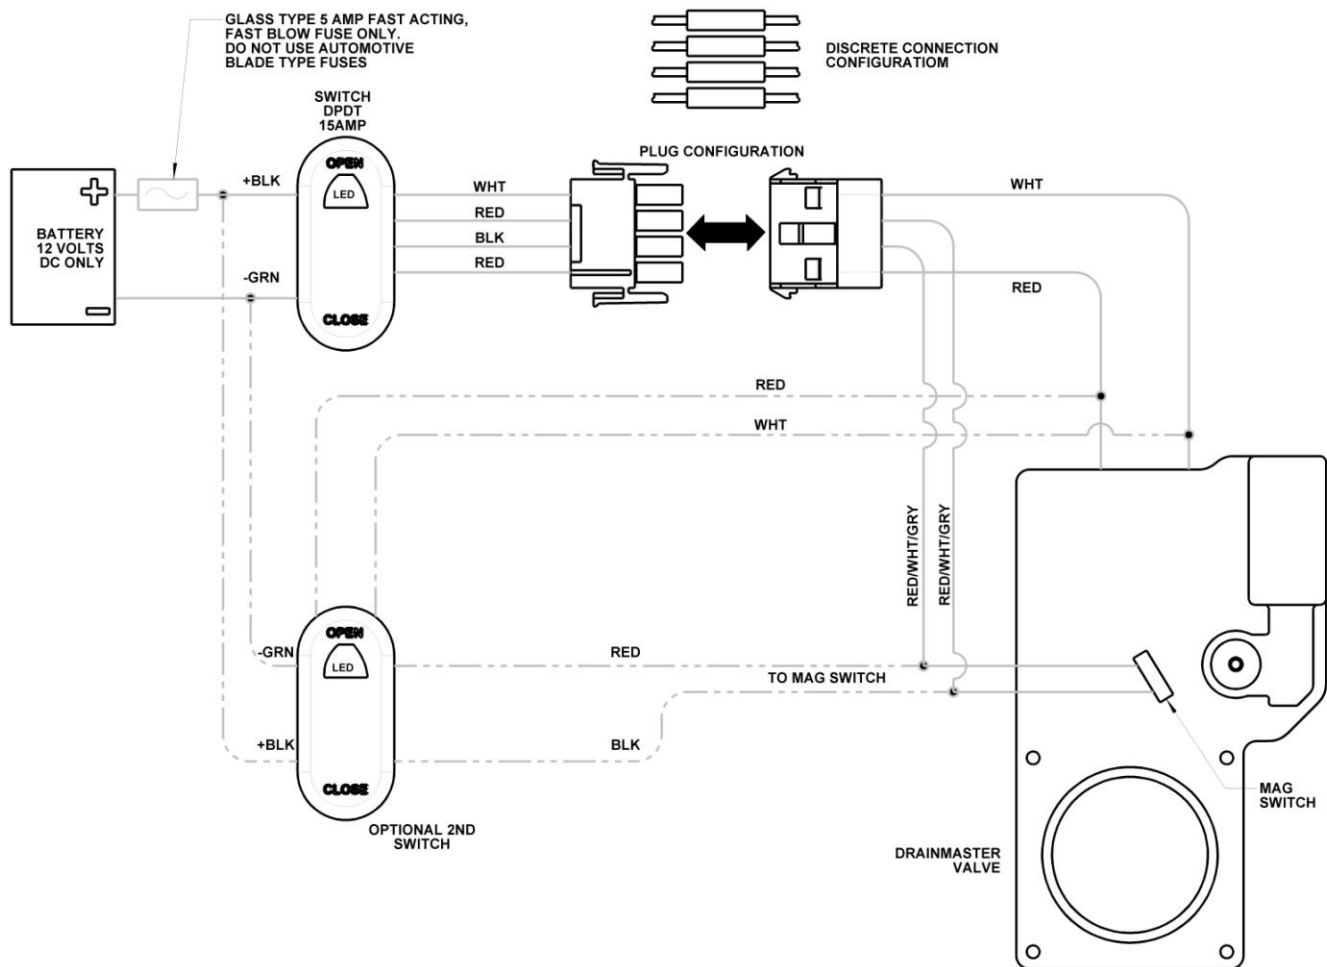 GLASS TYPE 5 AMP FAST ACTING,
FAST BLOW FUSE ONLY.
DO NOT USE AUTOMOTIVE
BLADE TYPE FUSES
DISCRETE CONNECTION
CONFIGURATIOM
SWITCH
DPDT
15AMP
PLUG CONFIGURATION
OPEN
LED
CLOSE
+BLK
-GRN
BATTERY
12 VOLTS
DC ONLY
WHT
RED
BLK
RED
WHT
RED
RED
WHT
RED/WHT/GRY
RED/WHT/GRY
OPEN
LED
CLOSE
-GRN
+BLK
RED
TO MAG SWITCH
BLK
OPTIONAL 2ND
SWITCH
MAG
SWITCH
DRAINMASTER
VALVE